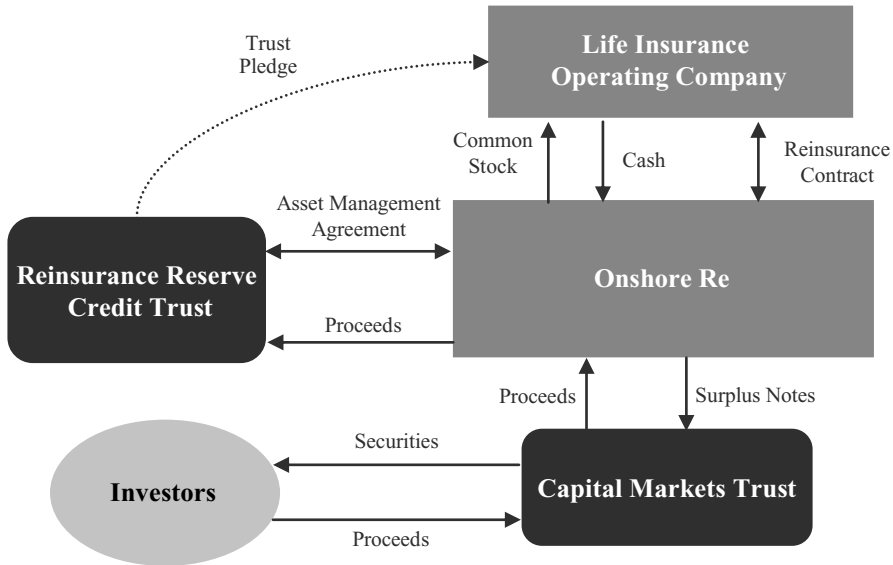 Trust
Pledge
Life Insurance
Operating Company
Common
Stock
Cash
Reinsurance
Contract
Asset Management
Agreement
Reinsurance Reserve
Credit Trust
Onshore Re
Proceeds
Proceeds
Surplus Notes
Securities
Investors
Capital Markets Trust
Proceeds